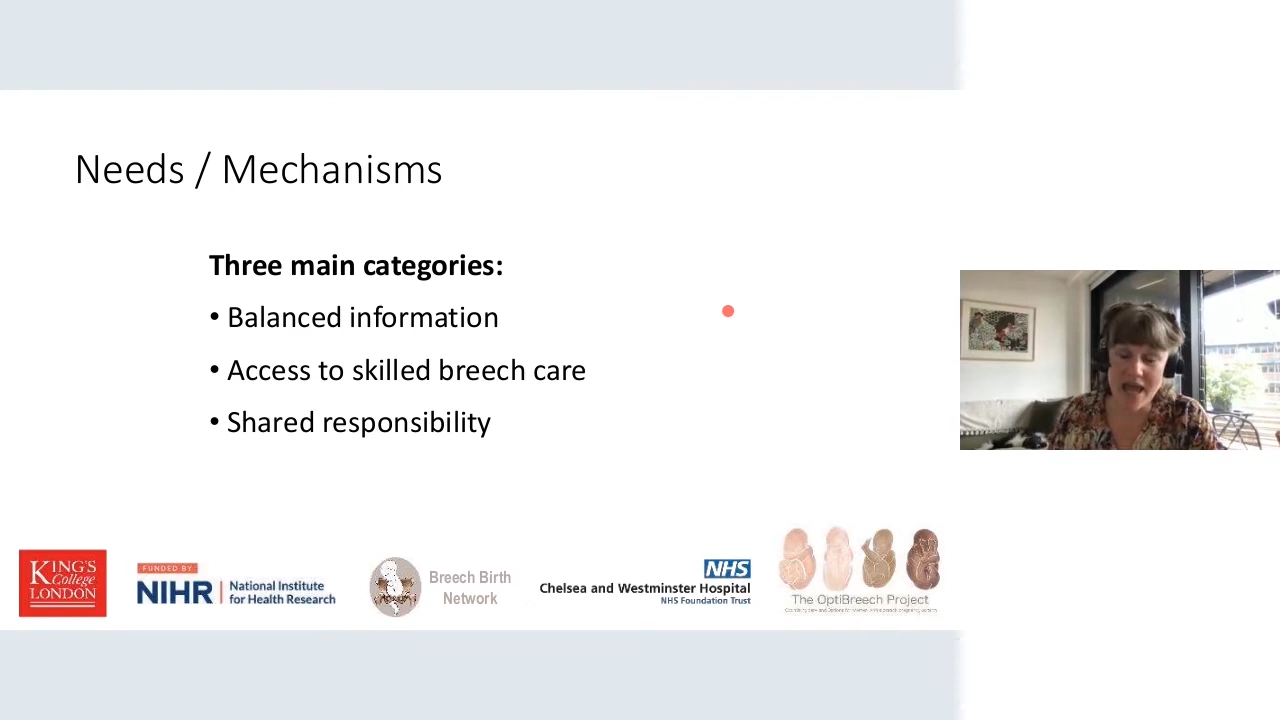 Needs / Mechanisms
Three main categories:
• Balanced information
• Access to skilled breech care
• Shared responsibility
KING'S
College
LONDON
FUNDED BY
NIHR
National Institute
for Health Research
Breech Birth
Network
NHS
Chelsea and Westminster Hospital
NHS Foundation Trust
The OptiBreech Project